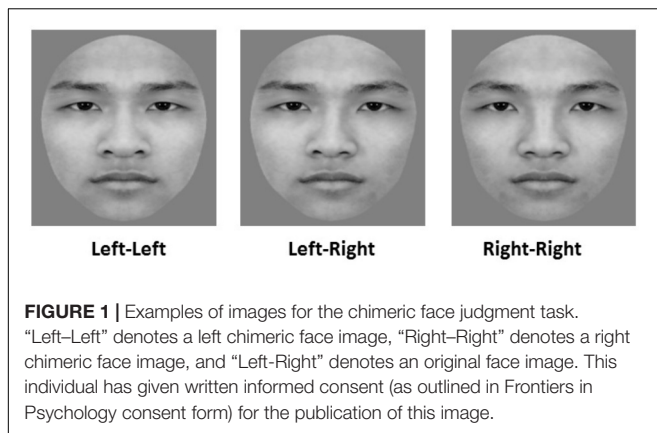 Left-Left
Left-Right
Right-Right
FIGURE 1 | Examples of images for the chimeric face judgment task.
“Left–Left” denotes a left chimeric face image, “Right–Right” denotes a right
chimeric face image, and “Left-Right” denotes an original face image. This
individual has given written informed consent (as outlined in Frontiers in
Psychology consent form) for the publication of this image.